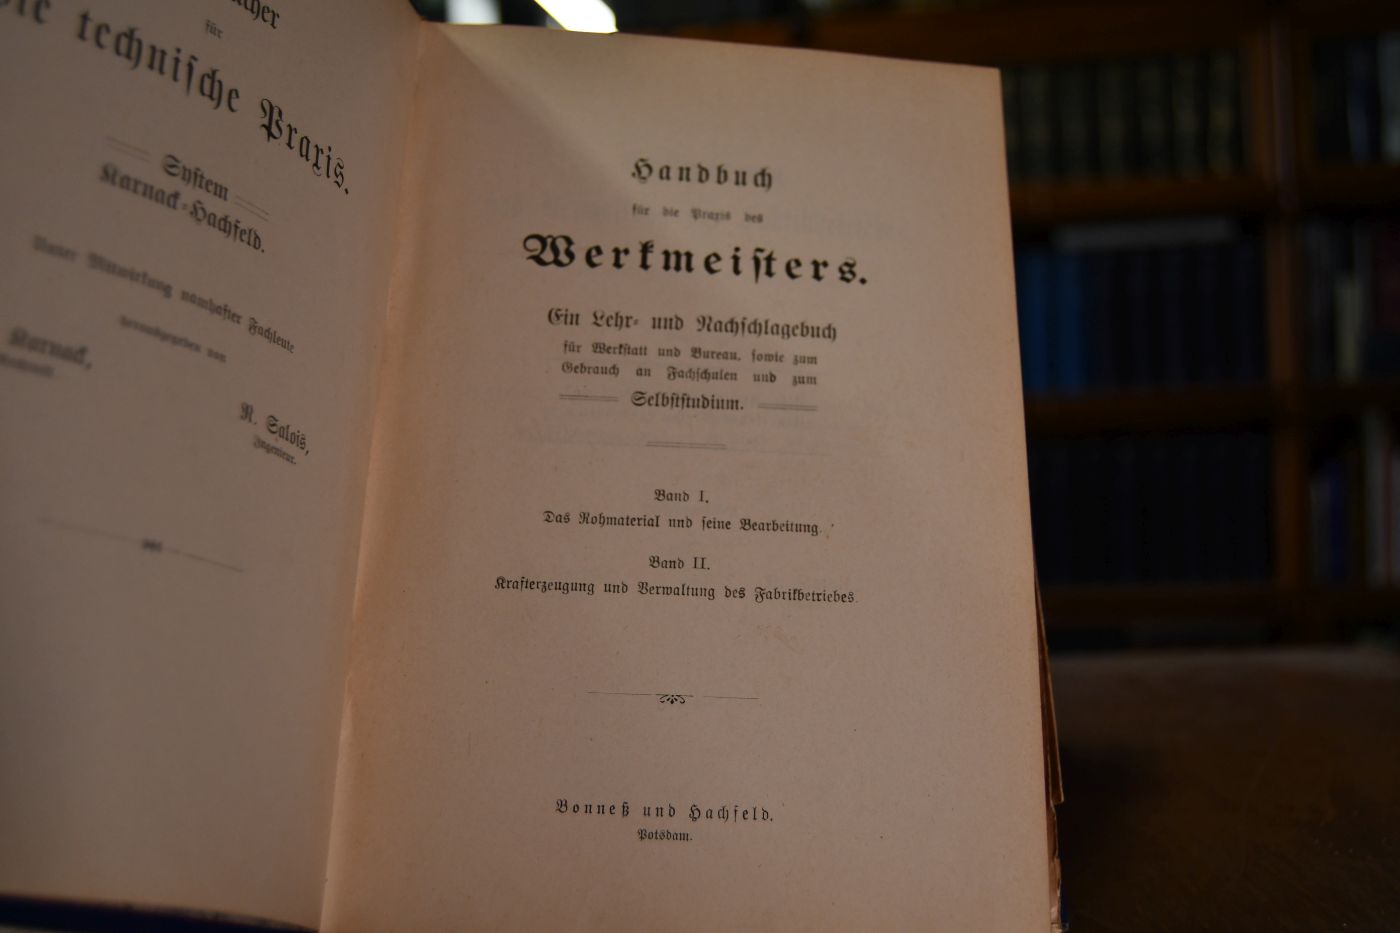 für
die technische Praxis.
System
Karnack-Hachfeld.
Unter Mitwirkung namhafter Fachleute
herausgegeben von
Karnack,
R. Salois,
Ingenieur.
Handbuch
für die Praxis des
Werkmeiſters.
Ein Lehr- und Nachſchlagebuch
für Werkſtatt und Bureau, ſowie zum
Gebrauch an Fachſchulen und zum
Selbſtſtudium.
Band I.
Das Rohmaterial und ſeine Bearbeitung.
Band II.
Krafterzeugung und Verwaltung des Fabrikbetriebes.
Bonneß und Hachfeld.
Potsdam.